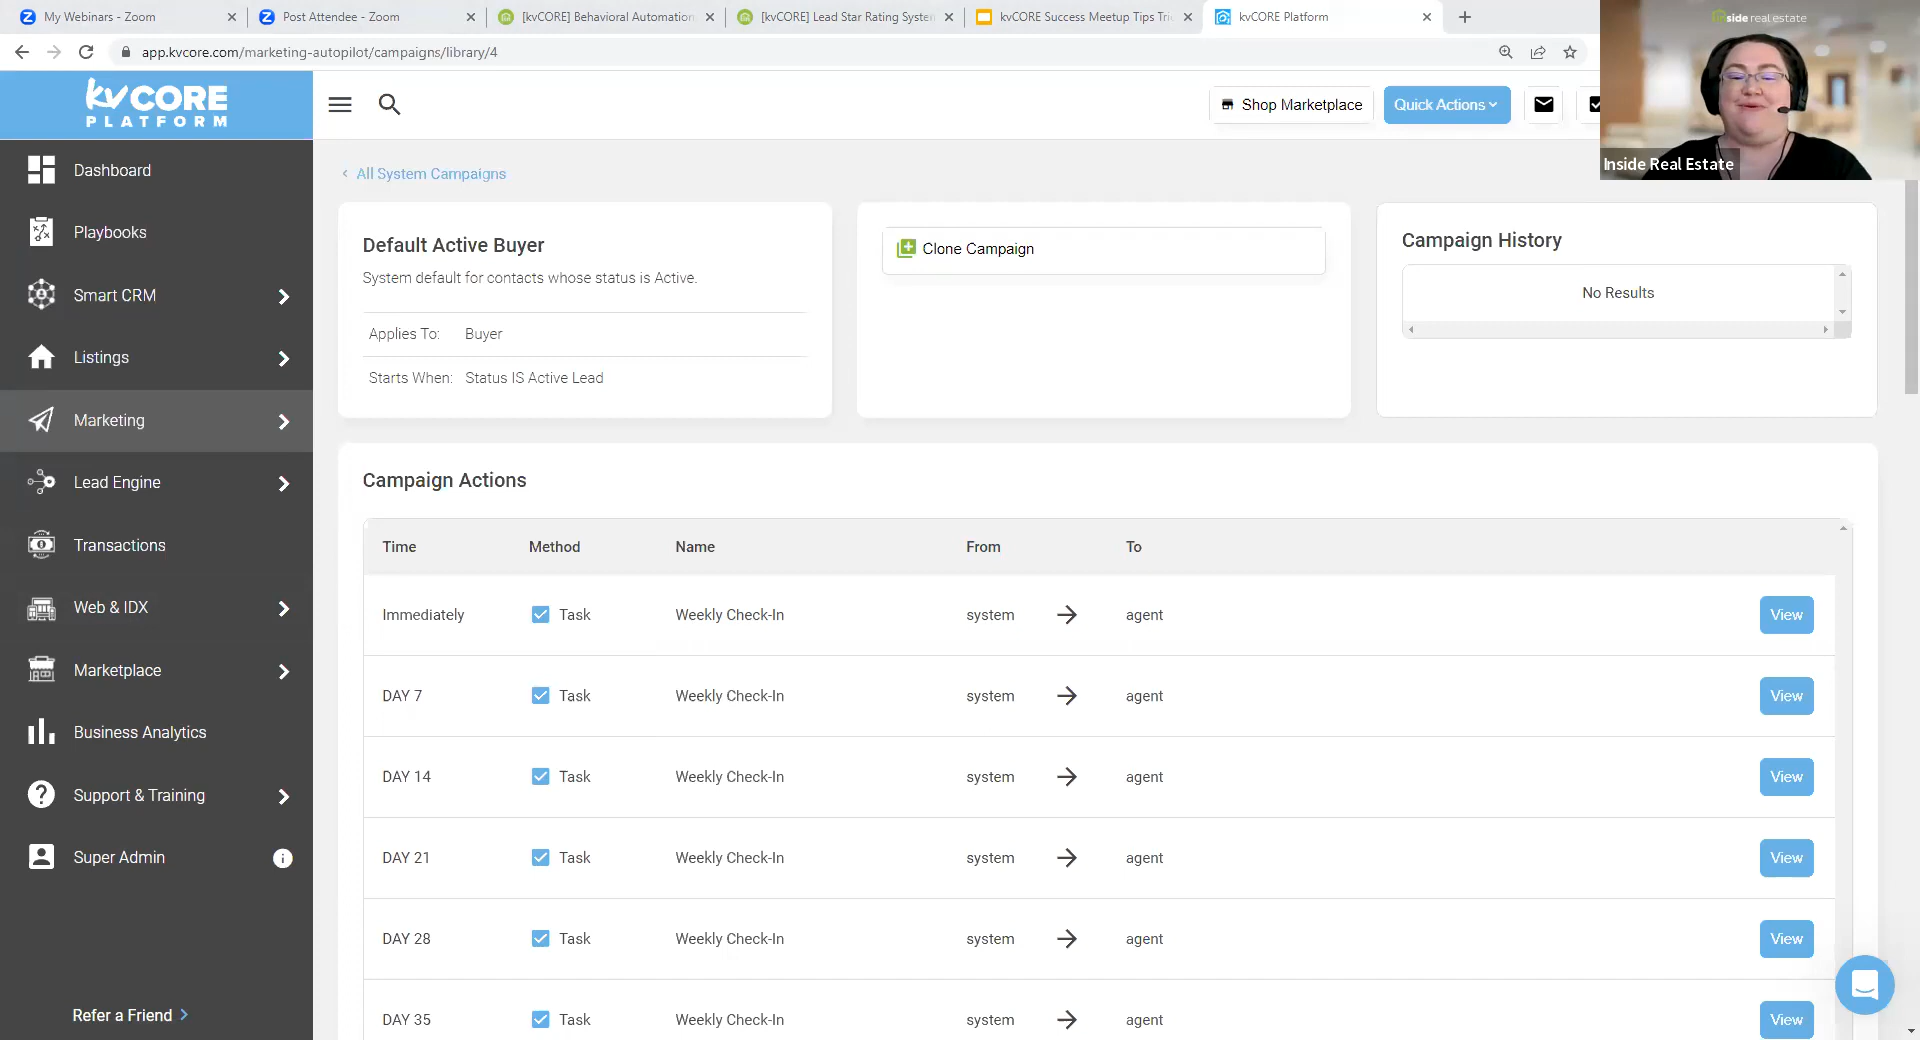 My Webinars - Zoom
Post Attendee - Zoom
[kvCORE] Behavioral Automation
[kvCORE] Lead Star Rating System
kvCORE Success Meetup Tips Tri
kvCORE Platform
app.kvcore.com/marketing-autopilot/campaigns/library/4
inside real estate
Inside Real Estate
kvCORE
PLATFORM
Shop Marketplace
Quick Actions
Dashboard
Playbooks
Smart CRM
Listings
Marketing
Lead Engine
Transactions
Web & IDX
Marketplace
Business Analytics
Support & Training
Super Admin
Refer a Friend
All System Campaigns
Default Active Buyer
System default for contacts whose status is Active.
Applies To: Buyer
Starts When: Status IS Active Lead
Clone Campaign
Campaign History
No Results
Campaign Actions
Time Method Name From To
Immediately Task Weekly Check-In system agent View
DAY 7 Task Weekly Check-In system agent View
DAY 14 Task Weekly Check-In system agent View
DAY 21 Task Weekly Check-In system agent View
DAY 28 Task Weekly Check-In system agent View
DAY 35 Task Weekly Check-In system agent View